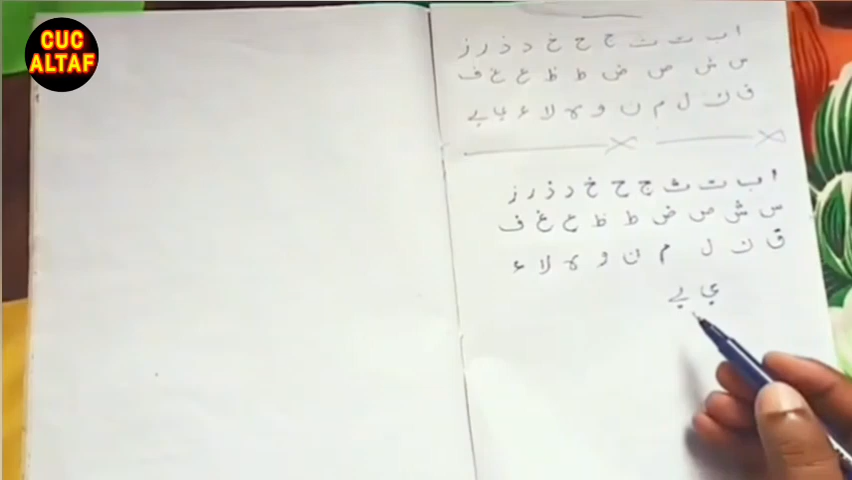 CUC
ALTAF
ا ب ت ث ج ح خ د ذ ر ز
س ش ص ض ط ظ ع غ ف
ق ك ل م ن و ه لا ء ي ے
ا ب ت ث ج ح خ د ذ ر ز
س ش ص ض ط ظ ع غ ف
ق ك ل م ن و ه لا ء
ي ے